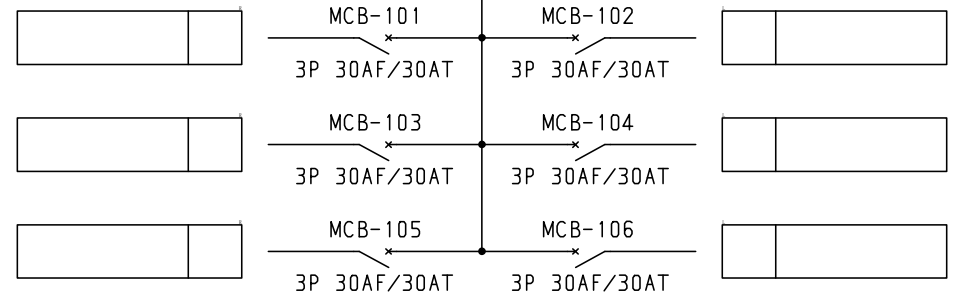 MCB-101 MCB-102
3P 30AF/30AT 3P 30AF/30AT
MCB-103 MCB-104
3P 30AF/30AT 3P 30AF/30AT
MCB-105 MCB-106
3P 30AF/30AT 3P 30AF/30AT